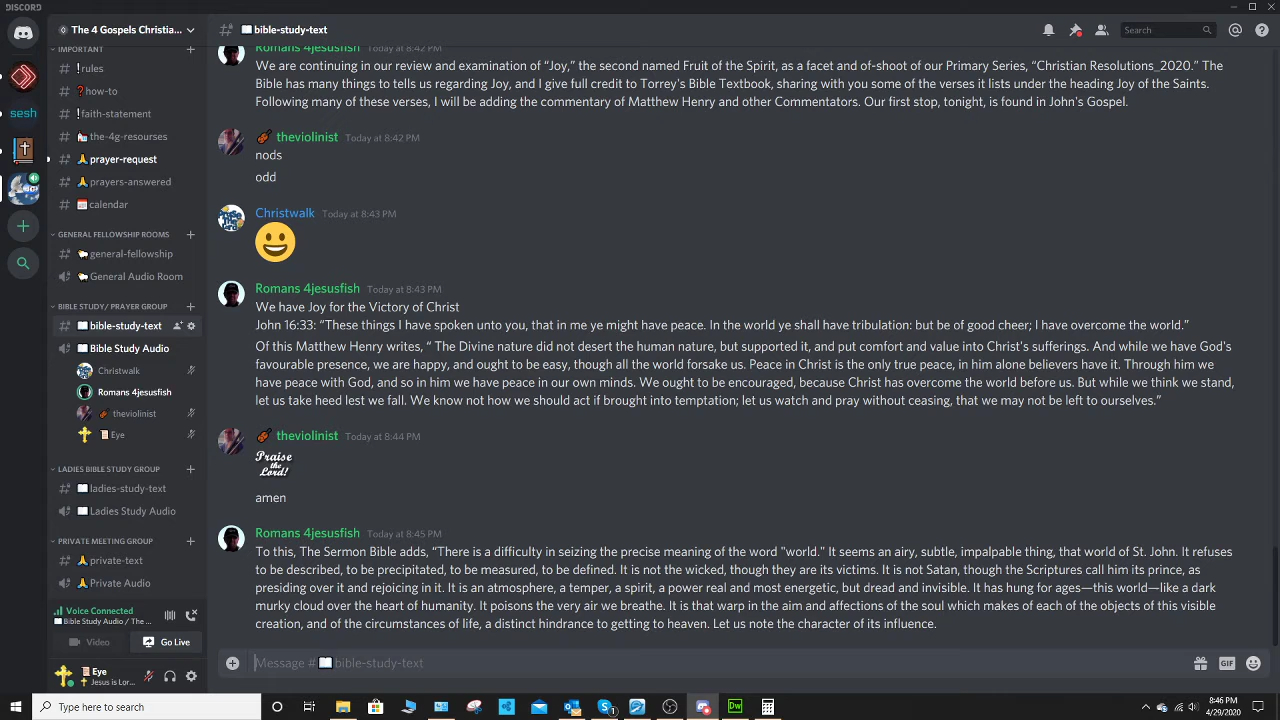 DISCORD
The 4 Gospels Christia...
bible-study-text
Search
IMPORTANT
rules
how-to
faith-statement
the-4g-resourses
prayer-request
prayers-answered
calendar
GENERAL FELLOWSHIP ROOMS
general-fellowship
General Audio Room
BIBLE STUDY/ PRAYER GROUP
bible-study-text
Bible Study Audio
Christwalk
Romans 4jesusfish
theviolinist
Eye
LADIES BIBLE STUDY GROUP
ladies-study-text
Ladies Study Audio
PRIVATE MEETING GROUP
private-text
Private Audio
Voice Connected
Bible Study Audio / The ...
Video
Go Live
Eye
Jesus is Lor...
sesh
Romans 4jesusfish Today at 8:42 PM
We are continuing in our review and examination of “Joy,” the second named Fruit of the Spirit, as a facet and of-shoot of our Primary Series, “Christian Resolutions_2020.” The
Bible has many things to tells us regarding Joy, and I give full credit to Torrey's Bible Textbook, sharing with you some of the verses it lists under the heading Joy of the Saints.
Following many of these verses, I will be adding the commentary of Matthew Henry and other Commentators. Our first stop, tonight, is found in John's Gospel.
theviolinist Today at 8:42 PM
nods
odd
Christwalk Today at 8:43 PM
Romans 4jesusfish Today at 8:43 PM
We have Joy for the Victory of Christ
John 16:33: “These things I have spoken unto you, that in me ye might have peace. In the world ye shall have tribulation: but be of good cheer; I have overcome the world.”
Of this Matthew Henry writes, “ The Divine nature did not desert the human nature, but supported it, and put comfort and value into Christ's sufferings. And while we have God's
favourable presence, we are happy, and ought to be easy, though all the world forsake us. Peace in Christ is the only true peace, in him alone believers have it. Through him we
have peace with God, and so in him we have peace in our own minds. We ought to be encouraged, because Christ has overcome the world before us. But while we think we stand,
let us take heed lest we fall. We know not how we should act if brought into temptation; let us watch and pray without ceasing, that we may not be left to ourselves.”
theviolinist Today at 8:44 PM
Praise
the
Lord!
amen
Romans 4jesusfish Today at 8:45 PM
To this, The Sermon Bible adds, “There is a difficulty in seizing the precise meaning of the word "world." It seems an airy, subtle, impalpable thing, that world of St. John. It refuses
to be described, to be precipitated, to be measured, to be defined. It is not the wicked, though they are its victims. It is not Satan, though the Scriptures call him its prince, as
presiding over it and rejoicing in it. It is an atmosphere, a temper, a spirit, a power real and most energetic, but dread and invisible. It has hung for ages—this world—like a dark
murky cloud over the heart of humanity. It poisons the very air we breathe. It is that warp in the aim and affections of the soul which makes of each of the objects of this visible
creation, and of the circumstances of life, a distinct hindrance to getting to heaven. Let us note the character of its influence.
Message # bible-study-text
GIF
Type here to search
Dw
8:46 PM
4/29/2020